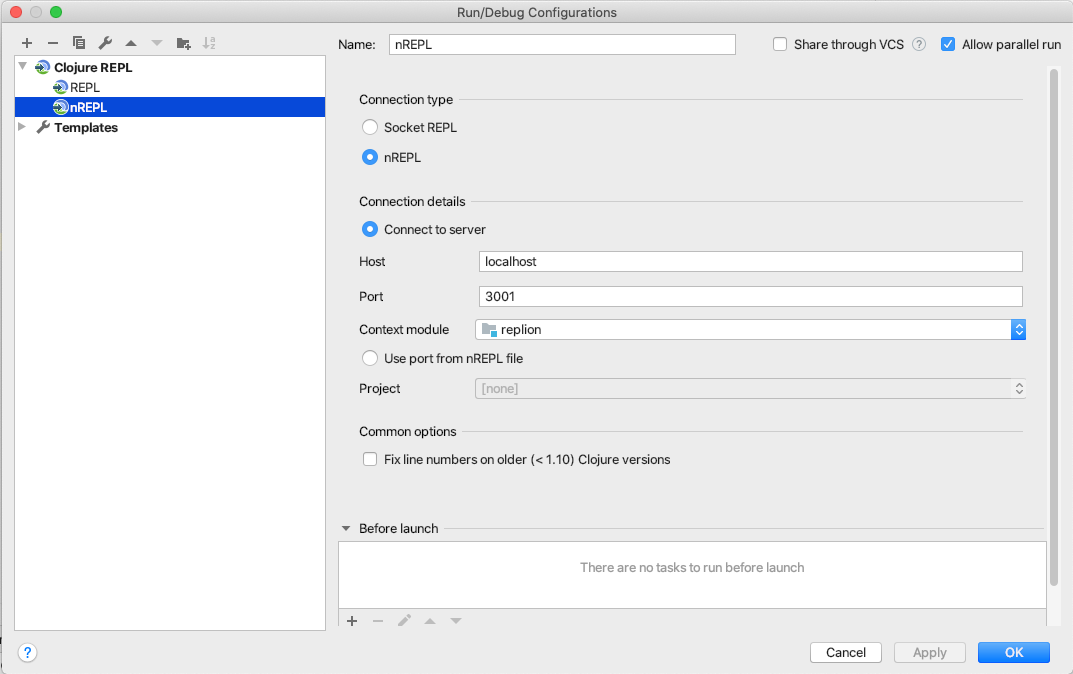 Run/Debug Configurations
Name: nREPL Share through VCS ? Allow parallel run
Clojure REPL
REPL
nREPL
Templates
Connection type
Socket REPL
nREPL
Connection details
Connect to server
Host localhost
Port 3001
Context module replion
Use port from nREPL file
Project [none]
Common options
Fix line numbers on older (< 1.10) Clojure versions
Before launch
There are no tasks to run before launch
? Cancel Apply OK